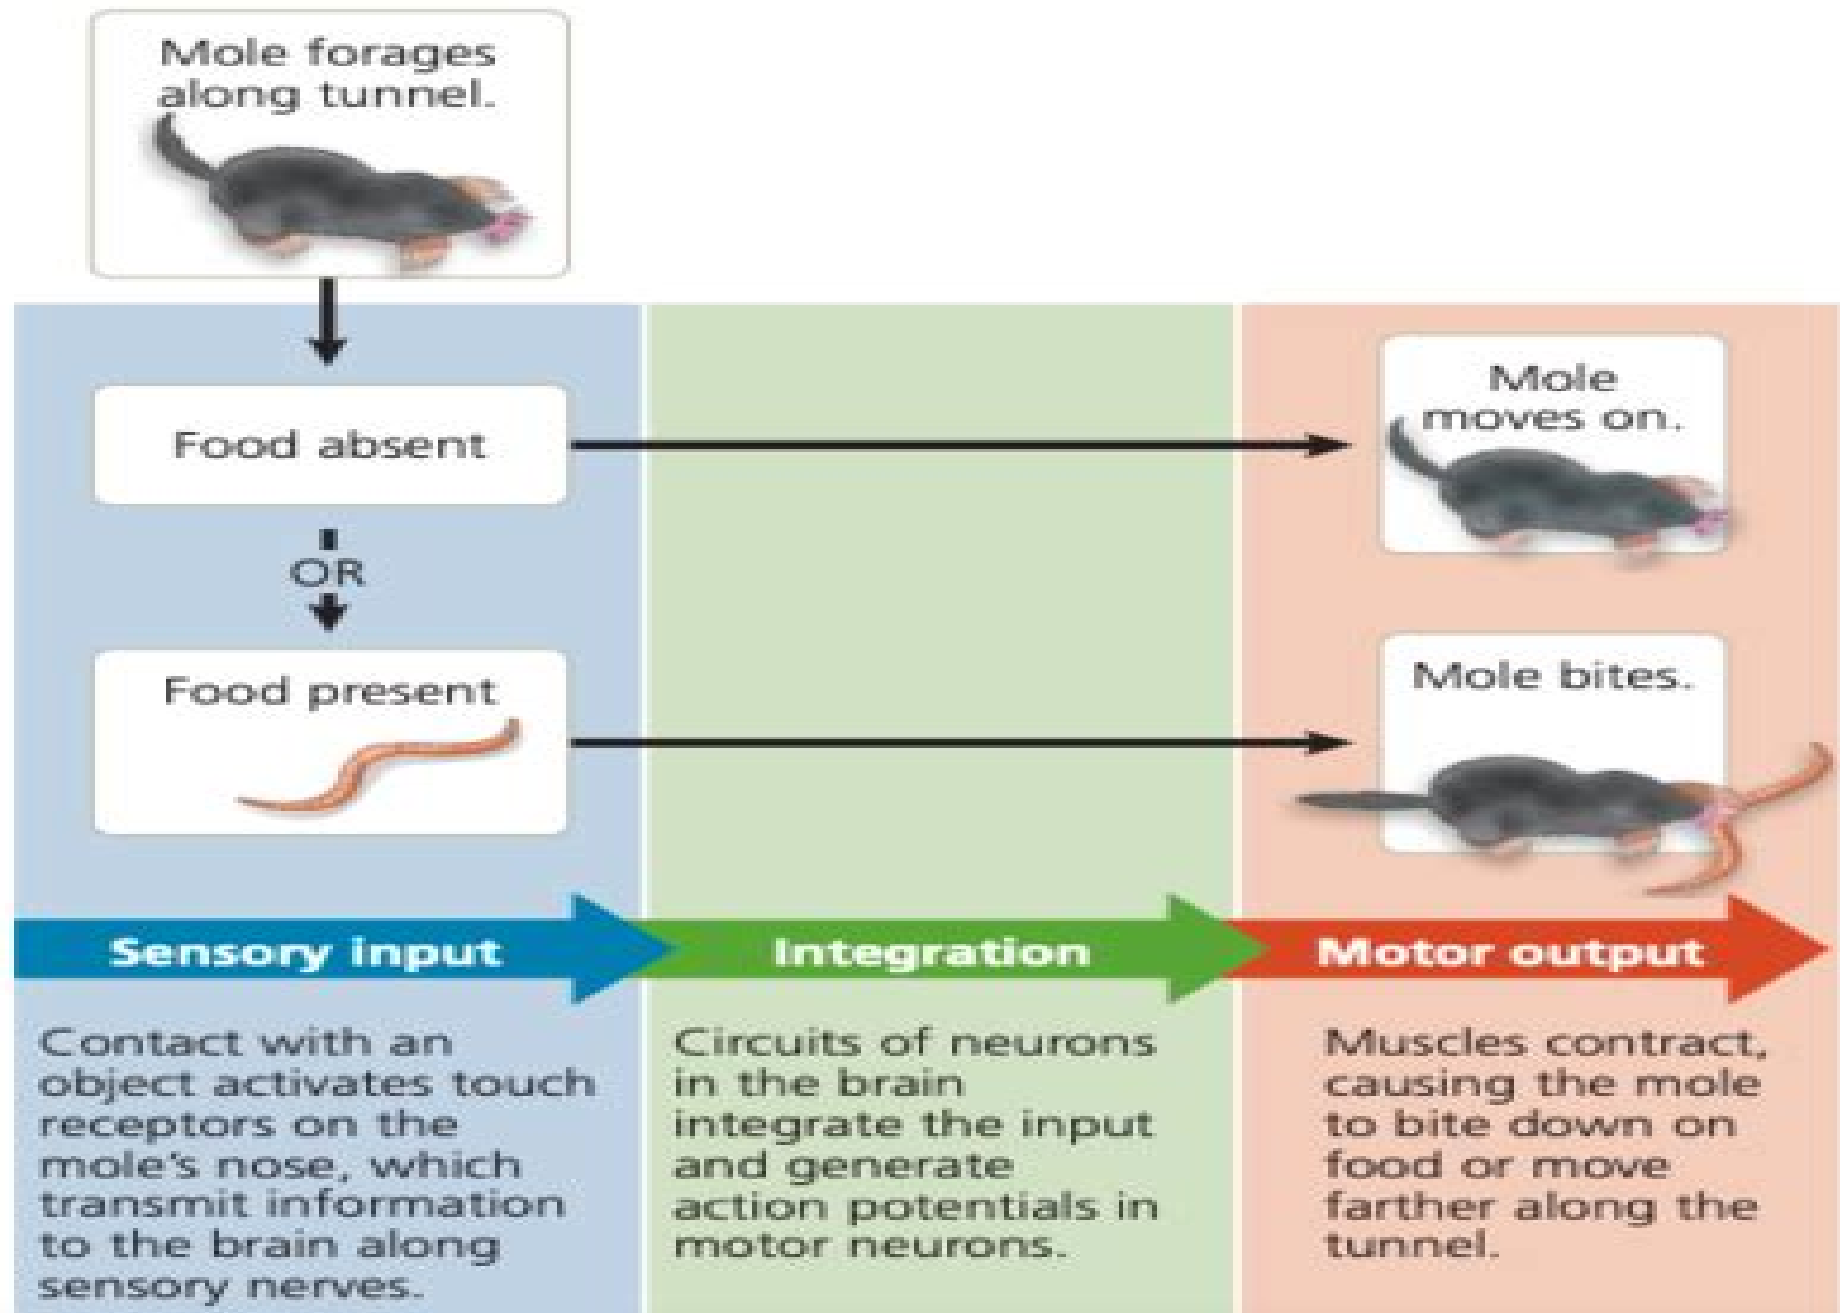 Mole forages
along tunnel.
Food absent
Mole
moves on.
OR
Food present
Mole bites.
Sensory input
Integration
Motor output
Contact with an
object activates touch
receptors on the
mole's nose, which
transmit information
to the brain along
sensory nerves.
Circuits of neurons
in the brain
integrate the input
and generate
action potentials in
motor neurons.
Muscles contract,
causing the mole
to bite down on
food or move
farther along the
tunnel.